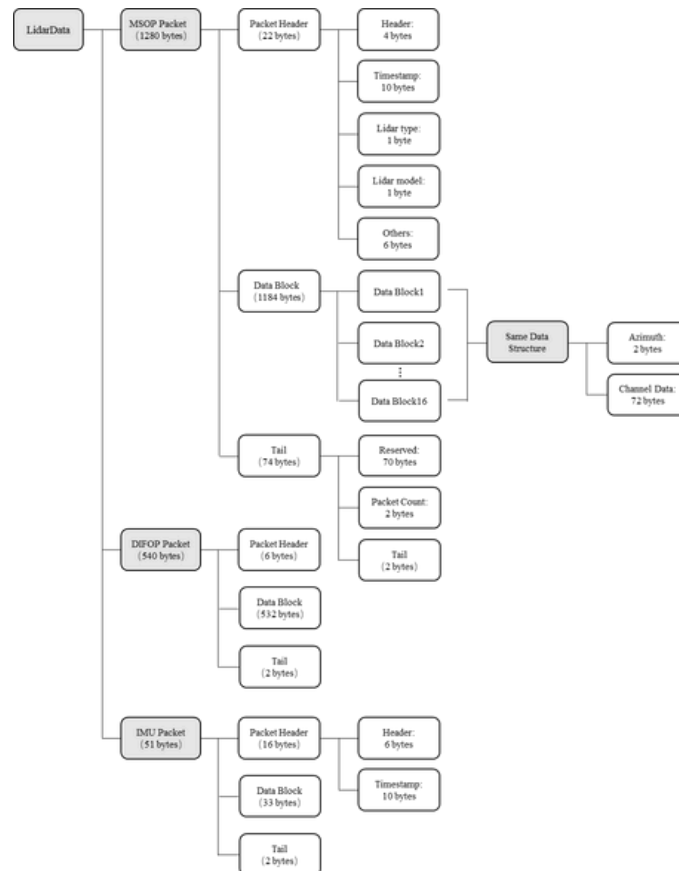 LidarData
MSOP Packet
(1280 bytes)
Packet Header
(22 bytes)
Header:
4 bytes
Timestamp:
10 bytes
Lidar type:
1 byte
Lidar model:
1 byte
Others:
6 bytes
Data Block
(1184 bytes)
Data Block1
Data Block2
Data Block16
Same Data
Structure
Azimuth:
2 bytes
Channel Data:
72 bytes
Tail
(74 bytes)
Reserved:
70 bytes
Packet Count:
2 bytes
Tail
(2 bytes)
DIFOP Packet
(540 bytes)
Packet Header
(6 bytes)
Data Block
(532 bytes)
Tail
(2 bytes)
IMU Packet
(51 bytes)
Packet Header
(16 bytes)
Header:
6 bytes
Timestamp:
10 bytes
Data Block
(33 bytes)
Tail
(2 bytes)